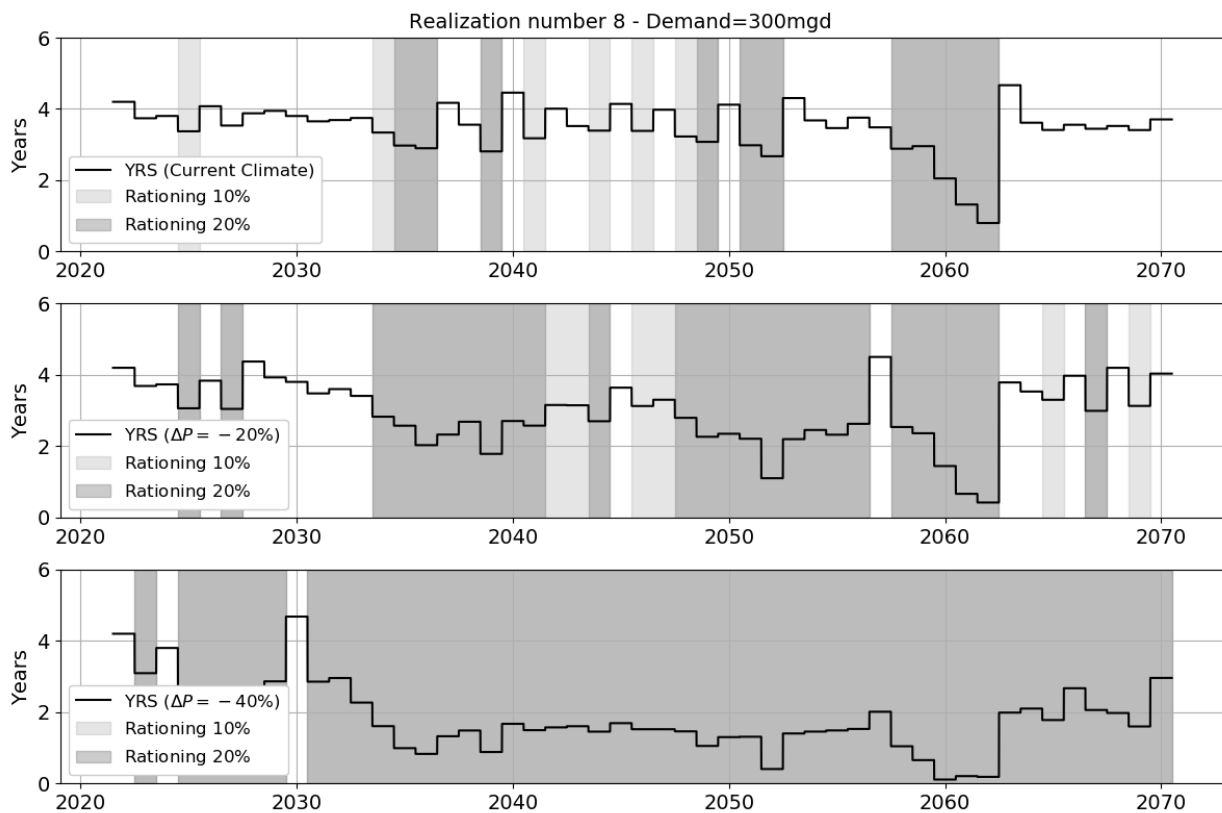 Realization number 8 - Demand=300mgd
6
4
2
0
Years
YRS (Current Climate)
Rationing 10%
Rationing 20%
2020 2030 2040 2050 2060 2070
6
4
2
0
Years
YRS (ΔP = −20%)
Rationing 10%
Rationing 20%
2020 2030 2040 2050 2060 2070
6
4
2
0
Years
YRS (ΔP = −40%)
Rationing 10%
Rationing 20%
2020 2030 2040 2050 2060 2070